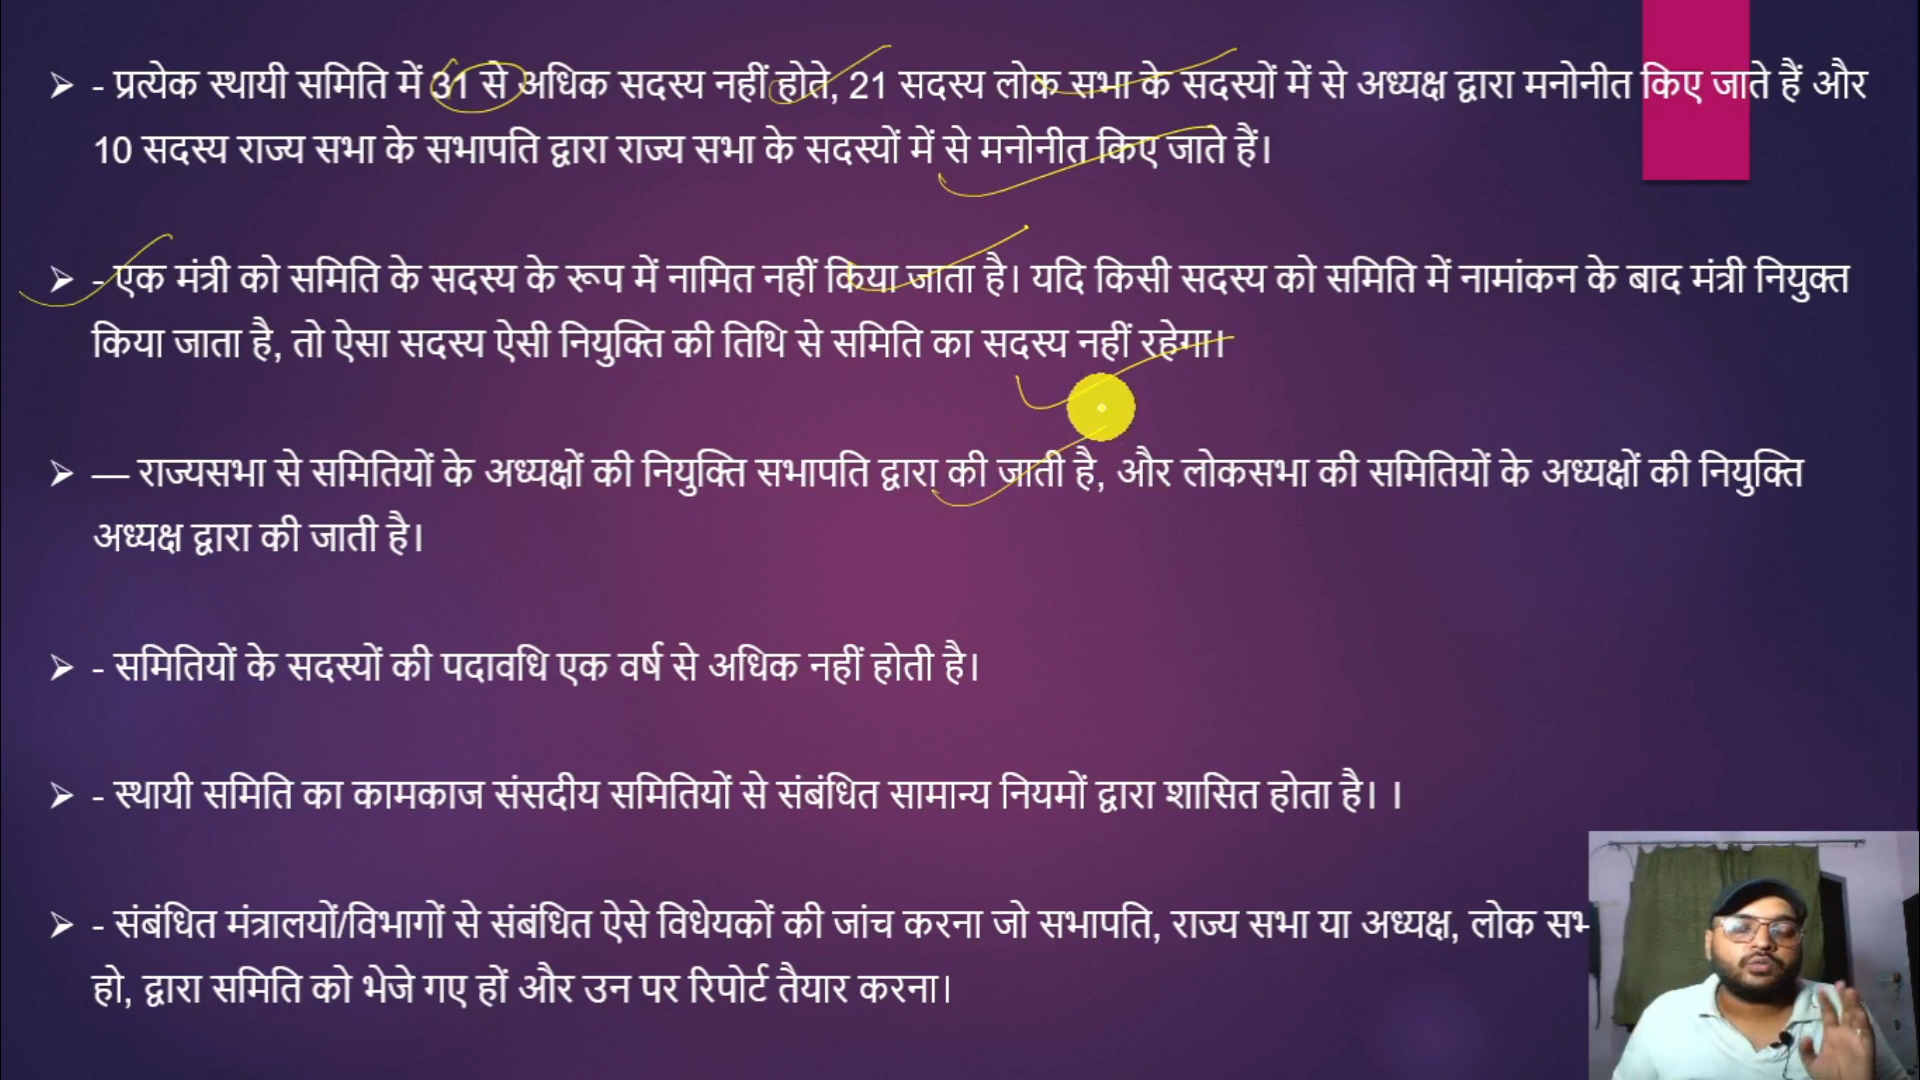 ➢ - प्रत्येक स्थायी समिति में 31 से अधिक सदस्य नहीं होते, 21 सदस्य लोक सभा के सदस्यों में से अध्यक्ष द्वारा मनोनीत किए जाते हैं और
10 सदस्य राज्य सभा के सभापति द्वारा राज्य सभा के सदस्यों में से मनोनीत किए जाते हैं।
➢ - एक मंत्री को समिति के सदस्य के रूप में नामित नहीं किया जाता है। यदि किसी सदस्य को समिति में नामांकन के बाद मंत्री नियुक्त
किया जाता है, तो ऐसा सदस्य ऐसी नियुक्ति की तिथि से समिति का सदस्य नहीं रहेगा।
➢ — राज्यसभा से समितियों के अध्यक्षों की नियुक्ति सभापति द्वारा की जाती है, और लोकसभा की समितियों के अध्यक्षों की नियुक्ति
अध्यक्ष द्वारा की जाती है।
➢ - समितियों के सदस्यों की पदावधि एक वर्ष से अधिक नहीं होती है।
➢ - स्थायी समिति का कामकाज संसदीय समितियों से संबंधित सामान्य नियमों द्वारा शासित होता है। ।
➢ - संबंधित मंत्रालयों/विभागों से संबंधित ऐसे विधेयकों की जांच करना जो सभापति, राज्य सभा या अध्यक्ष, लोक
हो, द्वारा समिति को भेजे गए हों और उन पर रिपोर्ट तैयार करना।